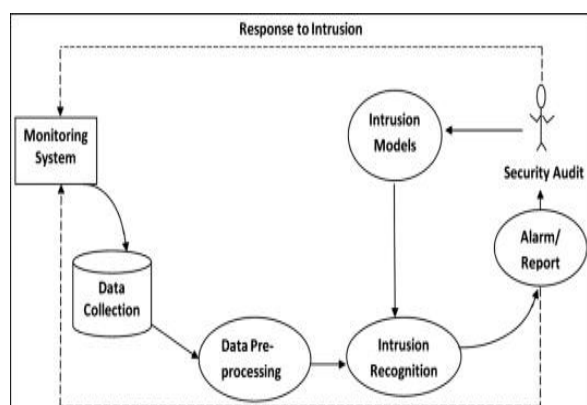 Response to Intrusion
Monitoring
System
Intrusion
Models
Security Audit
Alarm/
Report
Data
Collection
Data Pre-
processing
Intrusion
Recognition